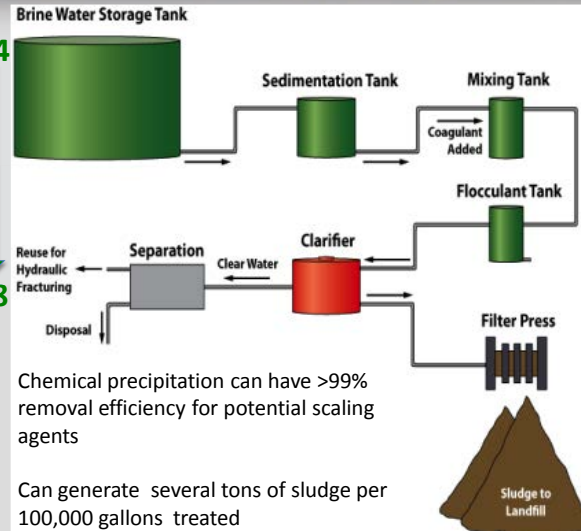 Brine Water Storage Tank
4
Sedimentation Tank
Mixing Tank
Coagulant
Added
Flocculant Tank
Clarifier
Separation
Clear Water
Reuse for
Hydraulic
Fracturing
3
Disposal
Filter Press
Chemical precipitation can have >99%
removal efficiency for potential scaling
agents
Can generate several tons of sludge per
100,000 gallons treated
Sludge to
Landfill